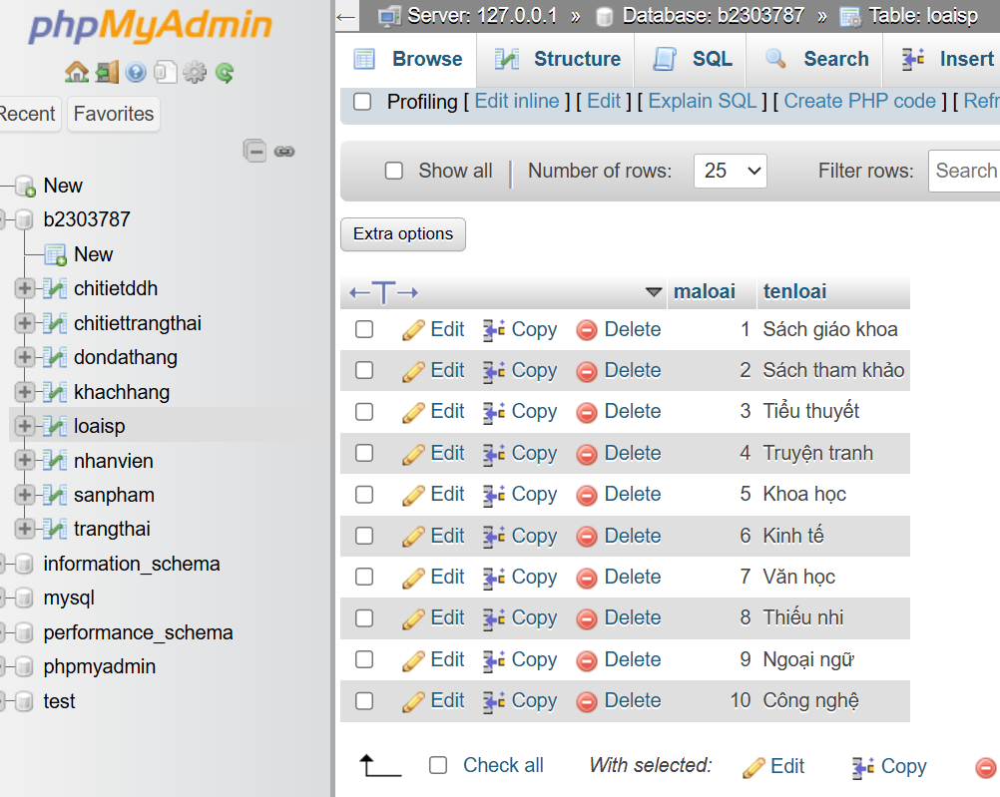 phpMyAdmin
Recent
Favorites
New
b2303787
New
chitietddh
chitiettrangthai
dondathang
khachhang
loaisp
nhanvien
sanpham
trangthai
information_schema
mysql
performance_schema
phpmyadmin
test
← Server: 127.0.0.1 » Database: b2303787 » Table: loaisp
Browse Structure SQL Search Insert
Profiling [ Edit inline ] [ Edit ] [ Explain SQL ] [ Create PHP code ] [ Refr
Show all | Number of rows: 25 Filter rows: Search
Extra options
←T→ maloai tenloai
Edit Copy Delete 1 Sách giáo khoa
Edit Copy Delete 2 Sách tham khảo
Edit Copy Delete 3 Tiểu thuyết
Edit Copy Delete 4 Truyện tranh
Edit Copy Delete 5 Khoa học
Edit Copy Delete 6 Kinh tế
Edit Copy Delete 7 Văn học
Edit Copy Delete 8 Thiếu nhi
Edit Copy Delete 9 Ngoại ngữ
Edit Copy Delete 10 Công nghệ
Check all With selected: Edit Copy